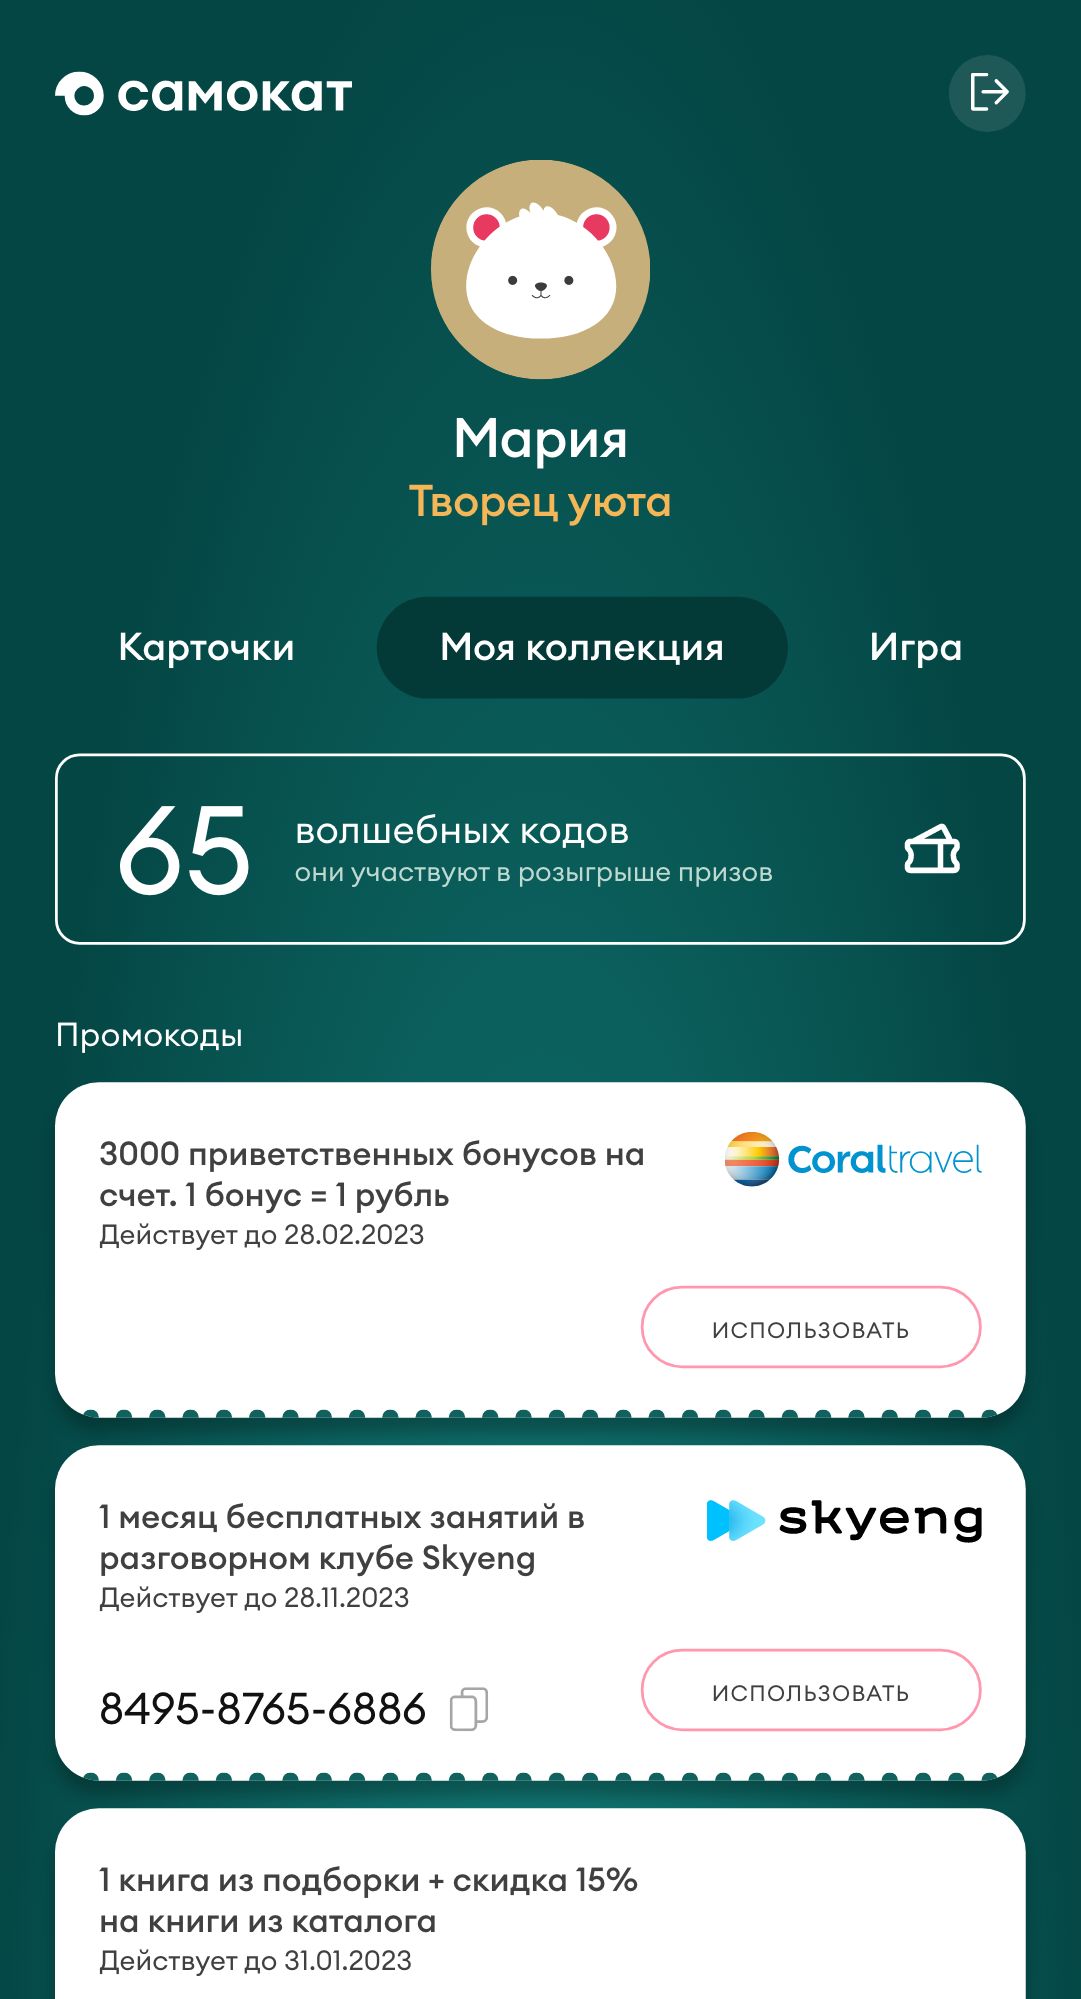 самокат
Мария
Творец уюта
Карточки
Моя коллекция
Игра
65
волшебных кодов
они участвуют в розыгрыше призов
Промокоды
3000 приветственных бонусов на
счет. 1 бонус = 1 рубль
Действует до 28.02.2023
Coraltravel
ИСПОЛЬЗОВАТЬ
1 месяц бесплатных занятий в
разговорном клубе Skyeng
Действует до 28.11.2023
skyeng
8495-8765-6886
ИСПОЛЬЗОВАТЬ
1 книга из подборки + скидка 15%
на книги из каталога
Действует до 31.01.2023